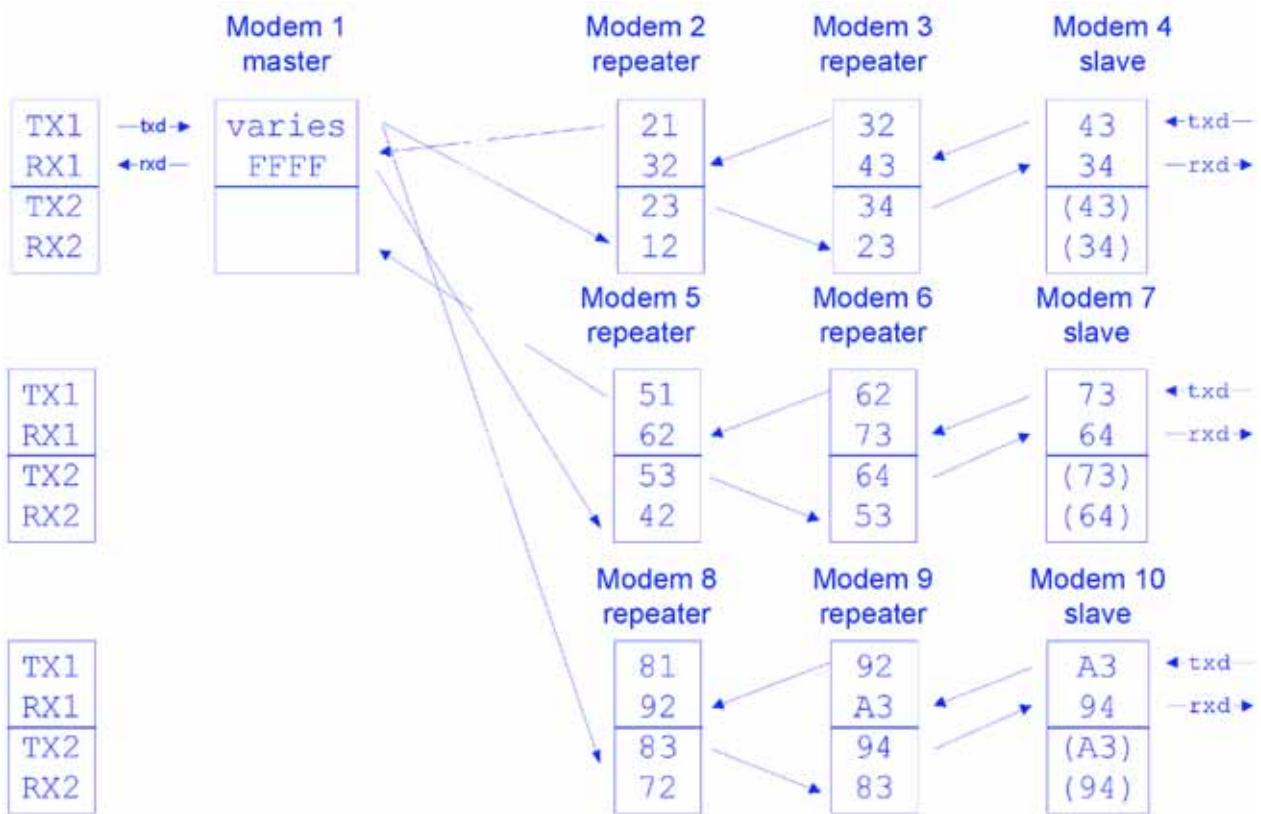 Modem 1 Modem 2 Modem 3 Modem 4
master repeater repeater slave
TX1 txd varies 21 32 43 txd
RX1 rxd FFFF 32 43 34 rxd
TX2 23 34 (43)
RX2 12 23 (34)
Modem 5 Modem 6 Modem 7
repeater repeater slave
TX1 51 62 73 txd
RX1 62 73 64 rxd
TX2 53 64 (73)
RX2 42 53 (64)
Modem 8 Modem 9 Modem 10
repeater repeater slave
TX1 81 92 A3 txd
RX1 92 A3 94 rxd
TX2 83 94 (A3)
RX2 72 83 (94)